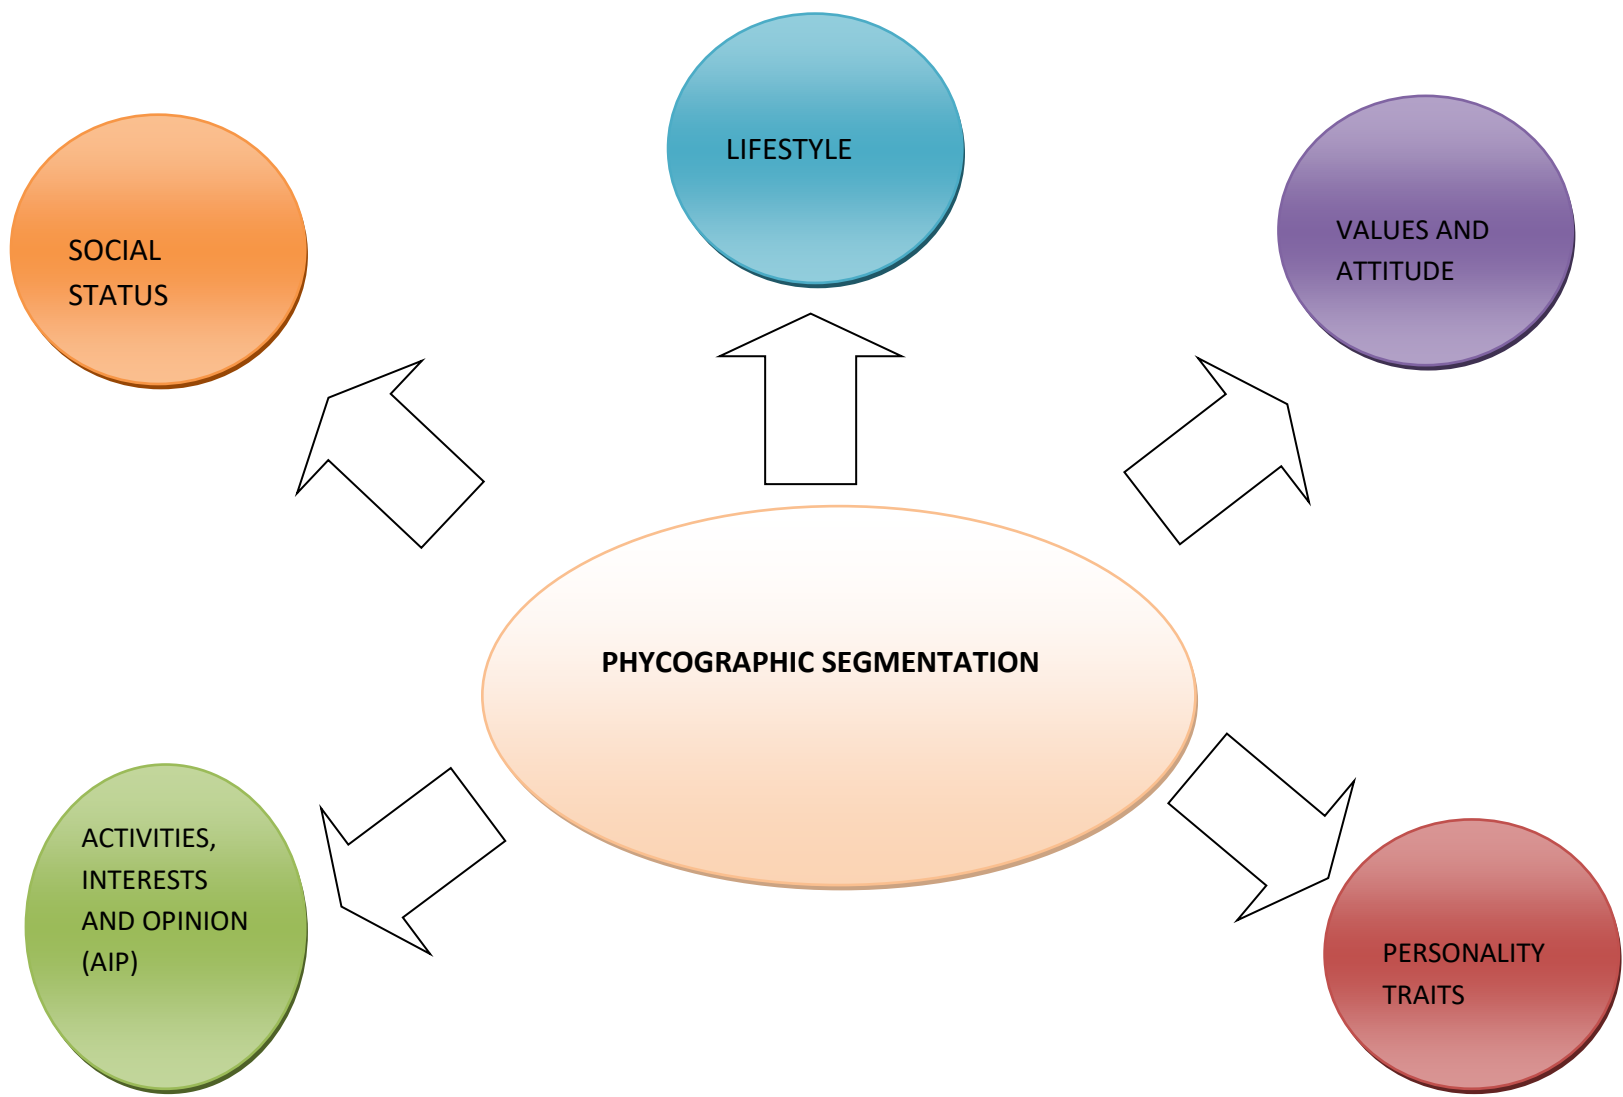 LIFESTYLE
SOCIAL
STATUS
VALUES AND
ATTITUDE
PHYCOGRAPHIC SEGMENTATION
ACTIVITIES,
INTERESTS
AND OPINION
(AIP)
PERSONALITY
TRAITS